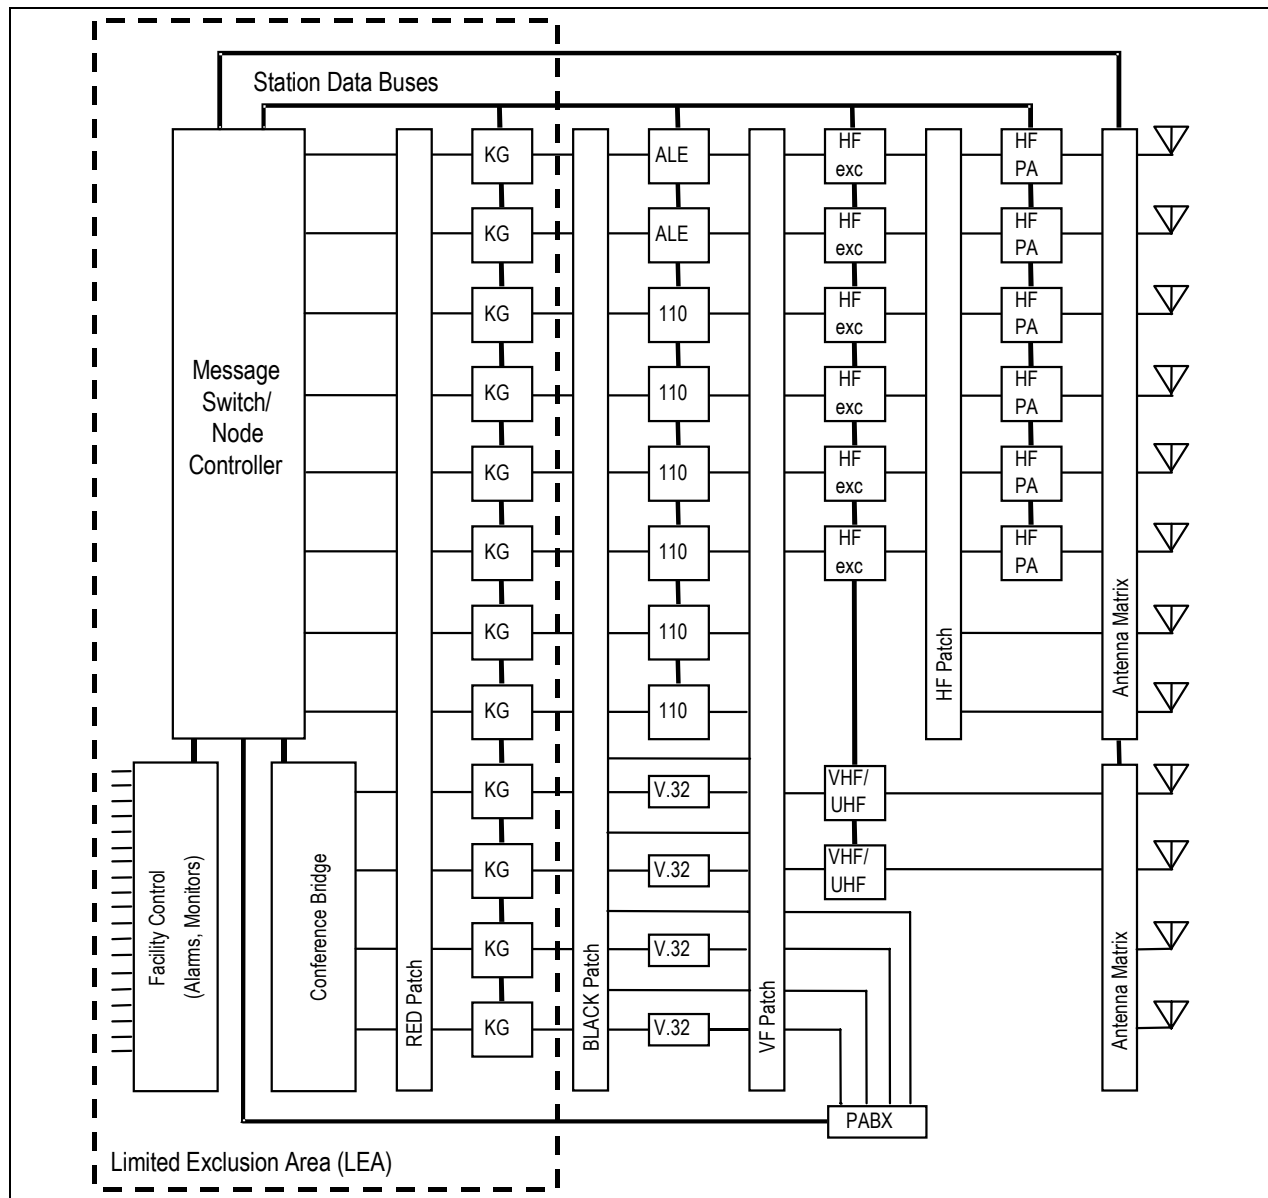 Station Data Buses
KG
ALE
HF
exc
HF
PA
KG
ALE
HF
exc
HF
PA
KG
110
HF
exc
HF
PA
Message
Switch/
Node
Controller
KG
110
HF
exc
HF
PA
KG
110
HF
exc
HF
PA
KG
110
HF
exc
HF
PA
KG
110
KG
110
HF Patch
Antenna Matrix
KG
V.32
VHF/
UHF
KG
V.32
VHF/
UHF
KG
V.32
KG
V.32
Facility Control
(Alarms, Monitors)
Conference Bridge
RED Patch
BLACK Patch
VF Patch
Antenna Matrix
PABX
Limited Exclusion Area (LEA)